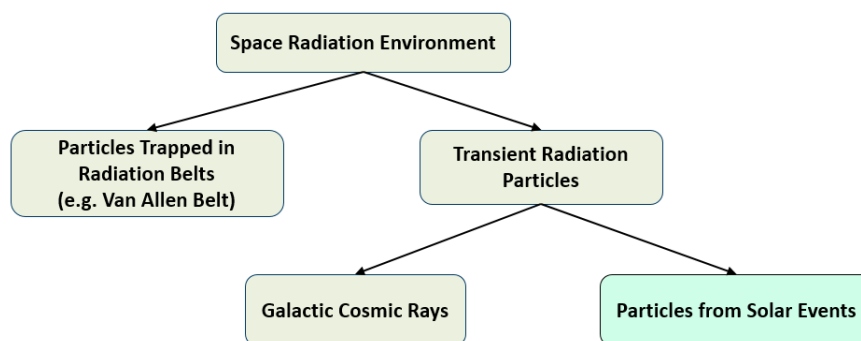 Space Radiation Environment
Particles Trapped in
Radiation Belts
(e.g. Van Allen Belt)
Transient Radiation
Particles
Galactic Cosmic Rays
Particles from Solar Events